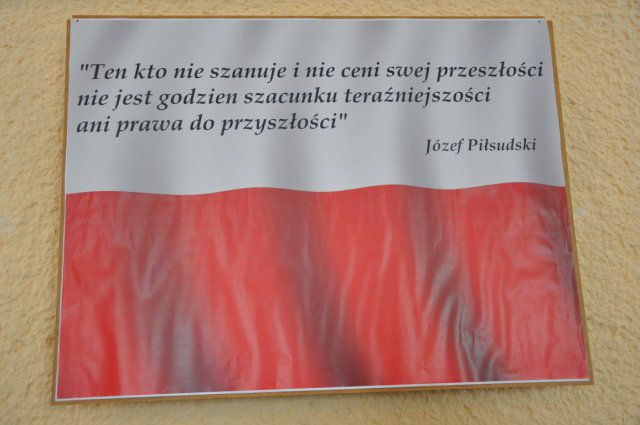 "Ten kto nie szanuje i nie ceni swej przeszłości
nie jest godzien szacunku teraźniejszości
ani prawa do przyszłości"
Józef Piłsudski